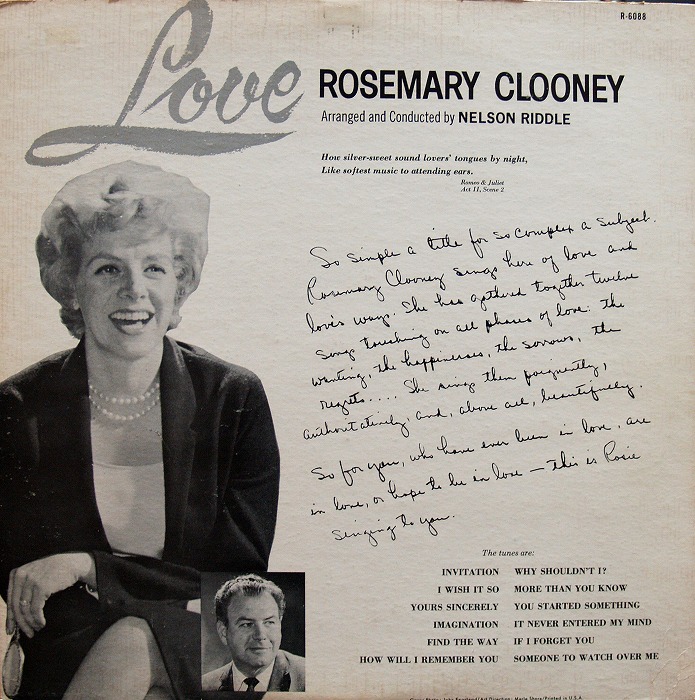 R-6088
Love
ROSEMARY CLOONEY
Arranged and Conducted by NELSON RIDDLE
How silver-sweet sound lovers' tongues by night,
Like softest music to attending ears.
Romeo & Juliet
Act II, Scene 2
So simple a title for so complex a subject.
Rosemary Clooney sings here of love and
love's ways. She has gathered together twelve
songs touching on all phases of love: the
wanting, the happinesses, the sorrows, the
regrets.... She sings them poignantly,
authoritatively, and, above all, beautifully.
So for you, who have ever been in love, are
in love, or hope to be in love — this is Rosie
singing to you.
The tunes are:
INVITATION WHY SHOULDN'T I?
I WISH IT SO MORE THAN YOU KNOW
YOURS SINCERELY YOU STARTED SOMETHING
IMAGINATION IT NEVER ENTERED MY MIND
FIND THE WAY IF I FORGET YOU
HOW WILL I REMEMBER YOU SOMEONE TO WATCH OVER ME
/Printed in U.S.A.